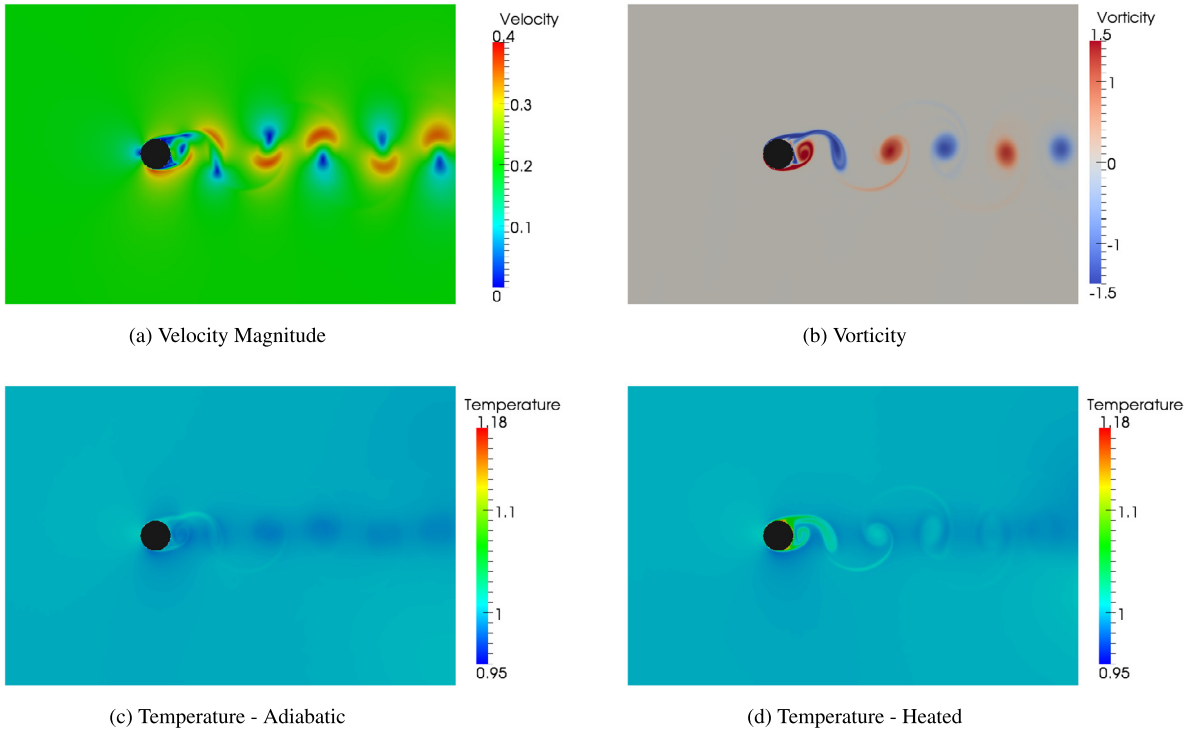 Velocity
0.4
0.3
0.2
0.1
0
(a) Velocity Magnitude
Vorticity
1.5
1
0
-1
-1.5
(b) Vorticity
Temperature
1.18
1.1
1
0.95
(c) Temperature - Adiabatic
Temperature
1.18
1.1
1
0.95
(d) Temperature - Heated